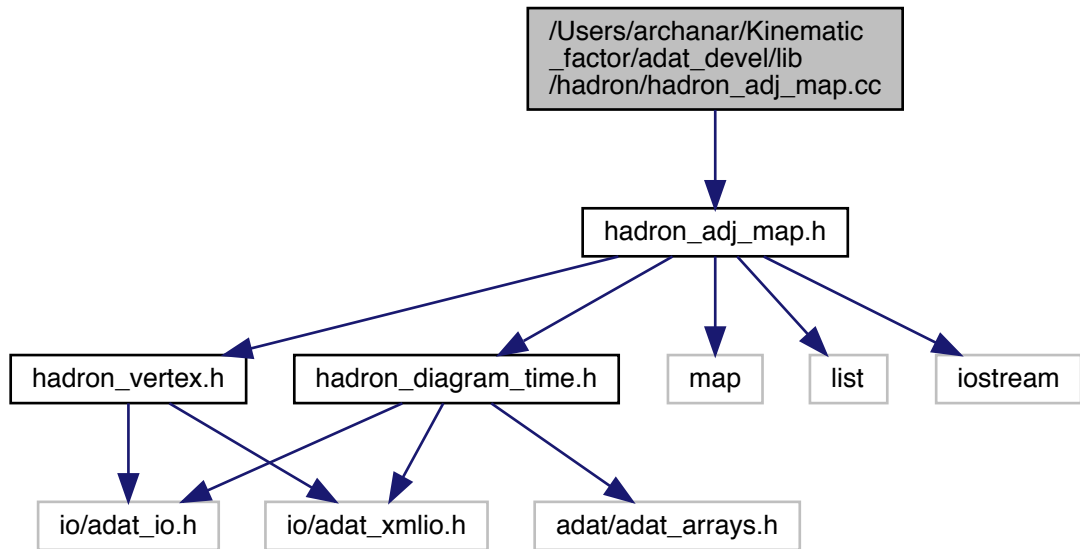 /Users/archanar/Kinematic
_factor/adat_devel/lib
/hadron/hadron_adj_map.cc
hadron_adj_map.h
hadron_vertex.h
hadron_diagram_time.h
map
list
iostream
io/adat_io.h
io/adat_xmlio.h
adat/adat_arrays.h